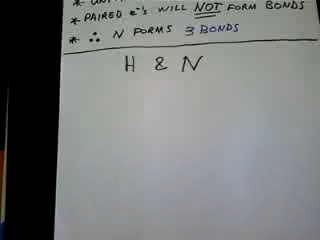 * PAIRED e⁻'s WILL NOT FORM BONDS
* ∴ N FORMS 3 BONDS
H & N